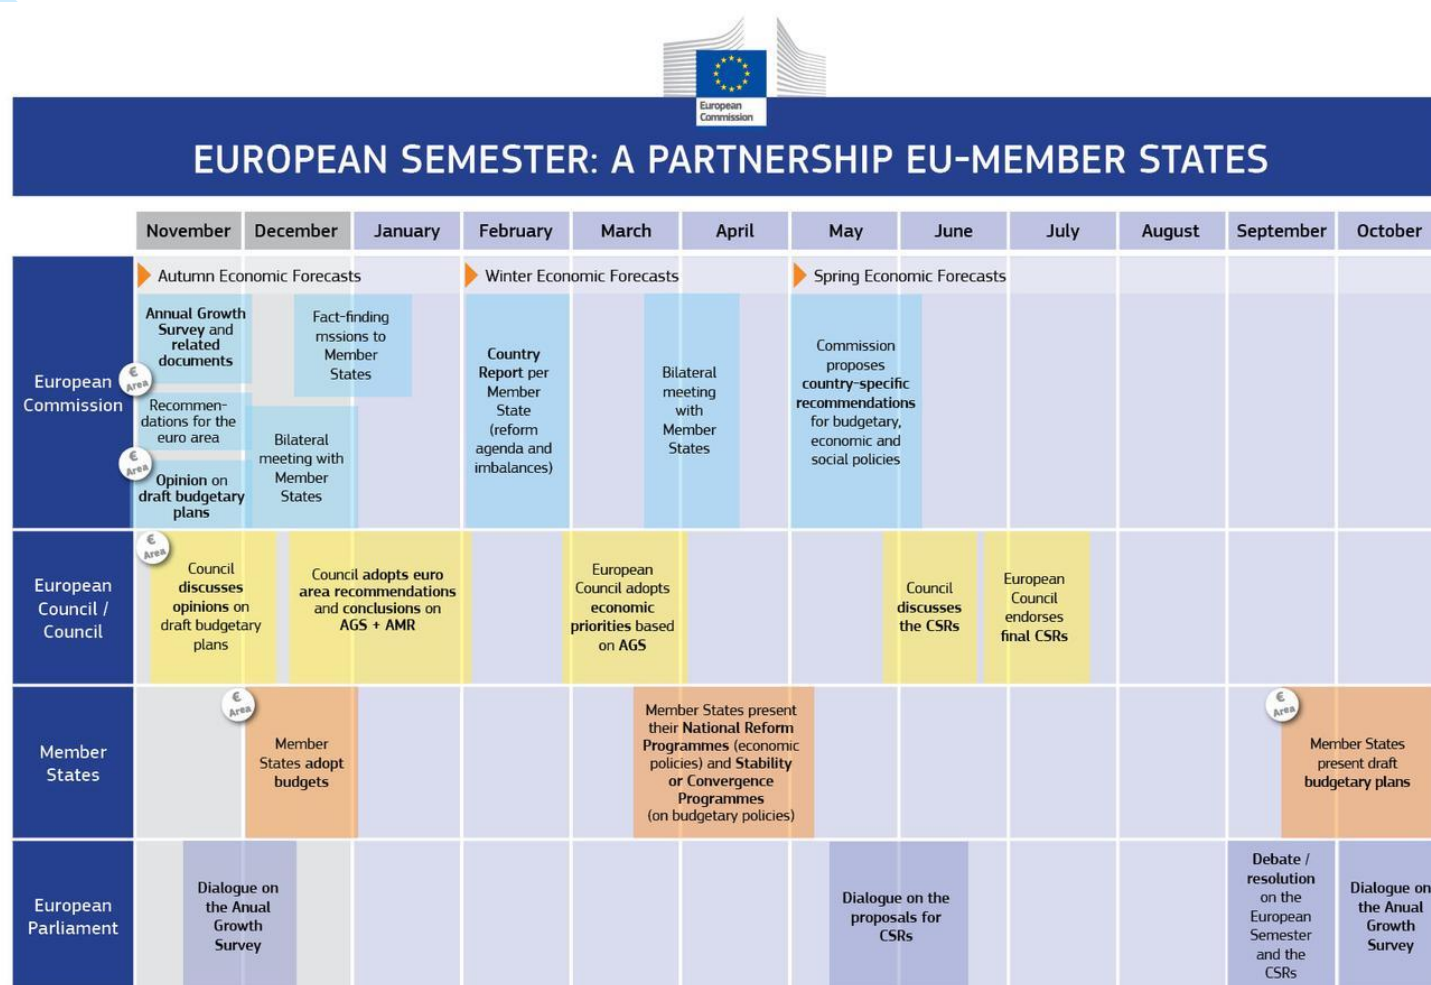 European
Commission
EUROPEAN SEMESTER: A PARTNERSHIP EU-MEMBER STATES
November December January February March April May June July August September October
European
Commission
Autumn Economic Forecasts
Winter Economic Forecasts
Spring Economic Forecasts
Annual Growth
Survey and
related
documents
€
Area
Recommen-
dations for the
euro area
€
Area
Opinion on
draft budgetary
plans
Fact-finding
mssions to
Member
States
Bilateral
meeting with
Member
States
Country
Report per
Member
State
(reform
agenda and
imbalances)
Bilateral
meeting
with
Member
States
Commission
proposes
country-specific
recommendations
for budgetary,
economic and
social policies
European
Council /
Council
€
Area
Council
discusses
opinions on
draft budgetary
plans
Council adopts euro
area recommendations
and conclusions on
AGS + AMR
European
Council adopts
economic
priorities based
on AGS
Council
discusses
the CSRs
European
Council
endorses
final CSRs
Member
States
€
Area
Member
States adopt
budgets
Member States present
their National Reform
Programmes (economic
policies) and Stability
or Convergence
Programmes
(on budgetary policies)
€
Area
Member States
present draft
budgetary plans
European
Parliament
Dialogue on
the Anual
Growth
Survey
Dialogue on the
proposals for
CSRs
Debate /
resolution
on the
European
Semester
and the
CSRs
Dialogue on
the Anual
Growth
Survey